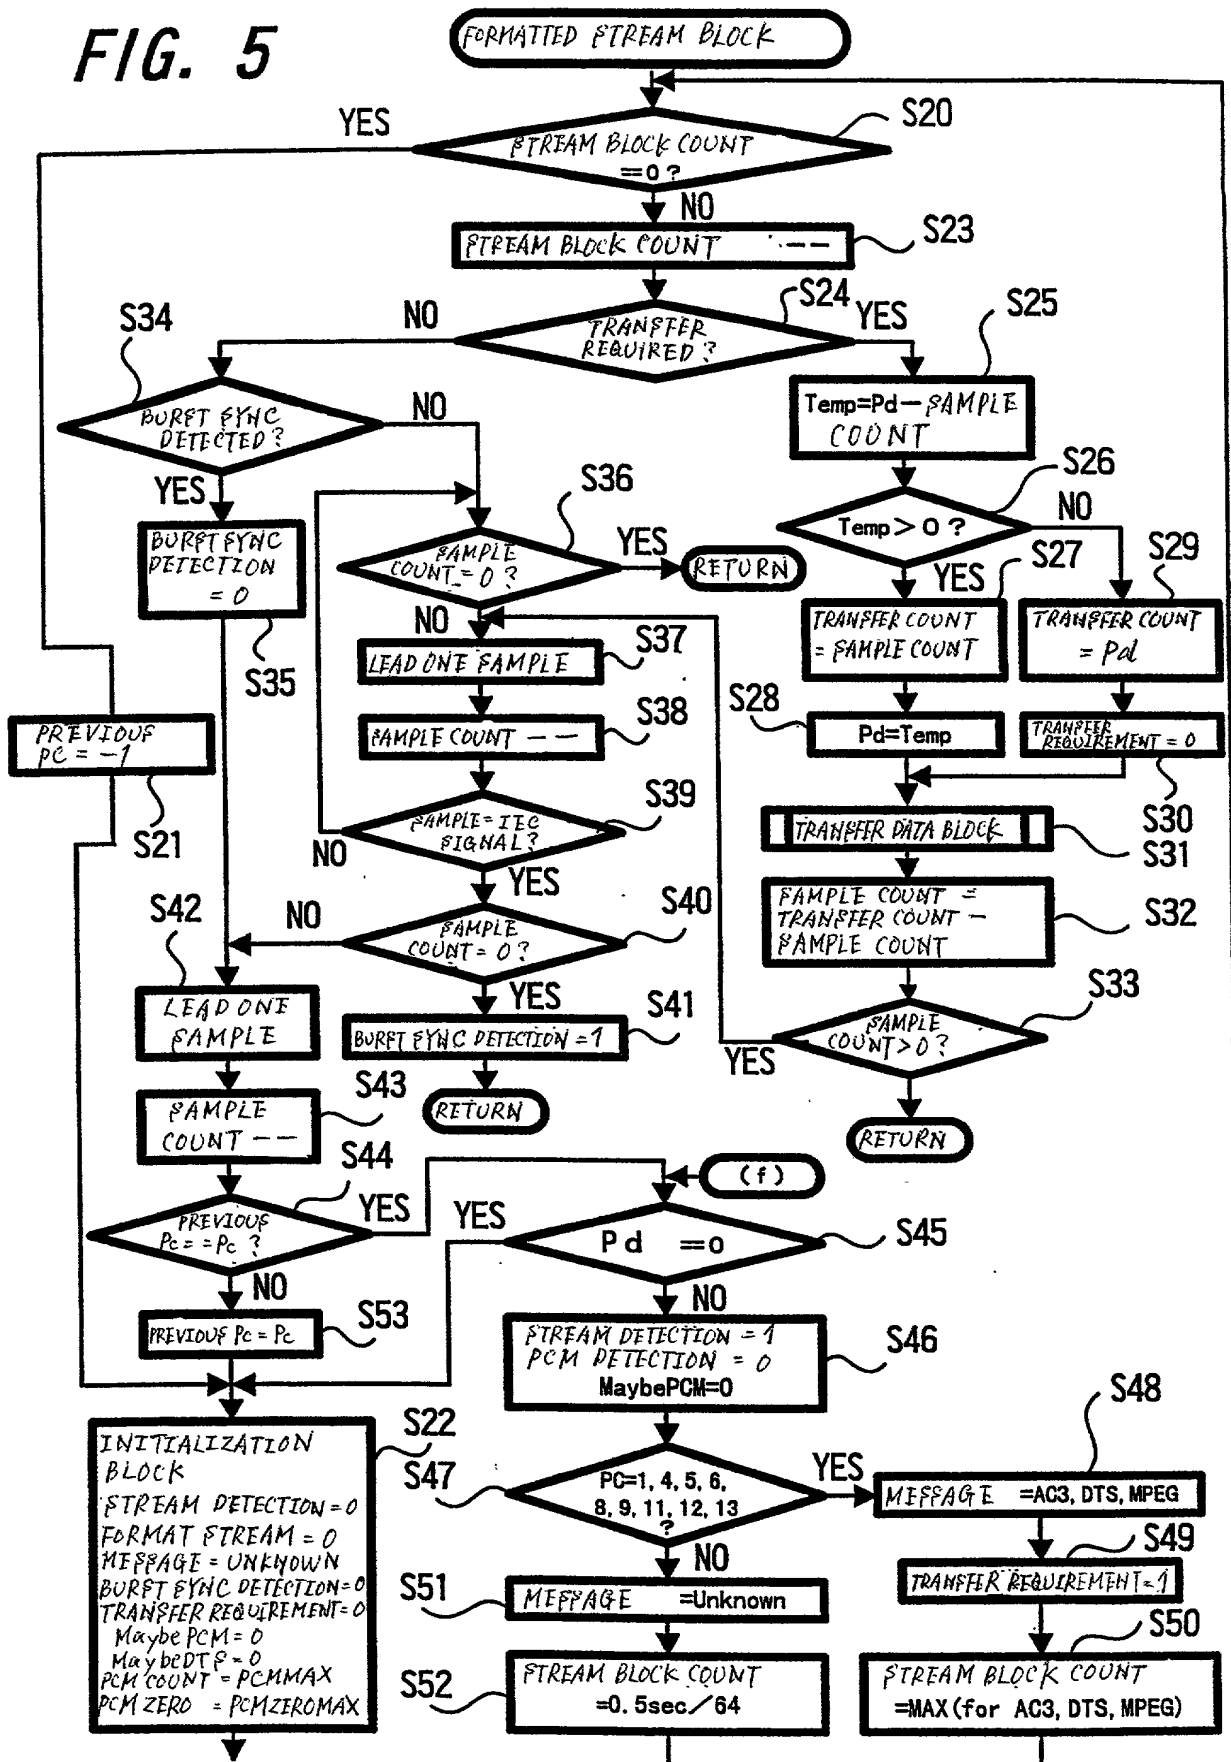 FIG. 5
FORMATTED STREAM BLOCK
YES
S20
STREAM BLOCK COUNT
==0?
NO
STREAM BLOCK COUNT --
S23
S34
NO
TRANSFER
REQUIRED?
S24
YES
S25
BURST SYNC
DETECTED?
NO
Temp=Pd-SAMPLE
COUNT
YES
S36
S26
Temp>0?
NO
BURST SYNC
DETECTION
= 0
SAMPLE
COUNT = 0?
YES
RETURN
YES
S27
S29
S35
NO
S37
LEAD ONE SAMPLE
TRANSFER COUNT
= SAMPLE COUNT
TRANSFER COUNT
= Pd
S28
S38
SAMPLE COUNT --
Pd=Temp
TRANSFER
REQUIREMENT = 0
PREVIOUS
PC = -1
S21
S39
SAMPLE=IEC
SIGNAL?
NO
YES
S30
TRANSFER DATA BLOCK
S31
S42
NO
S40
SAMPLE
COUNT = 0?
SAMPLE COUNT =
TRANSFER COUNT -
SAMPLE COUNT
S32
LEAD ONE
SAMPLE
YES
S41
BURST SYNC DETECTION = 1
S33
SAMPLE
COUNT>0?
YES
S43
SAMPLE
COUNT --
RETURN
RETURN
S44
(f)
PREVIOUS
Pc==Pc?
YES
YES
Pd ==0
S45
NO
NO
PREVIOUS Pc = Pc
S53
STREAM DETECTION = 1
PCM DETECTION = 0
MaybePCM=0
S46
S48
INITIALIZATION
BLOCK
STREAM DETECTION = 0
FORMAT STREAM = 0
MESSAGE = UNKNOWN
BURST SYNC DETECTION=0
TRANSFER REQUIREMENT=0
Maybe PCM = 0
Maybe DTS = 0
PCM COUNT = PCMMAX
PCM ZERO = PCMZEROMAX
S22
S47
PC=1, 4, 5, 6,
8, 9, 11, 12, 13
?
YES
MESSAGE =AC3, DTS, MPEG
NO
S49
TRANSFER REQUIREMENT=1
S51
MESSAGE =Unknown
S50
S52
STREAM BLOCK COUNT
=0.5sec/64
STREAM BLOCK COUNT
=MAX(for AC3, DTS, MPEG)